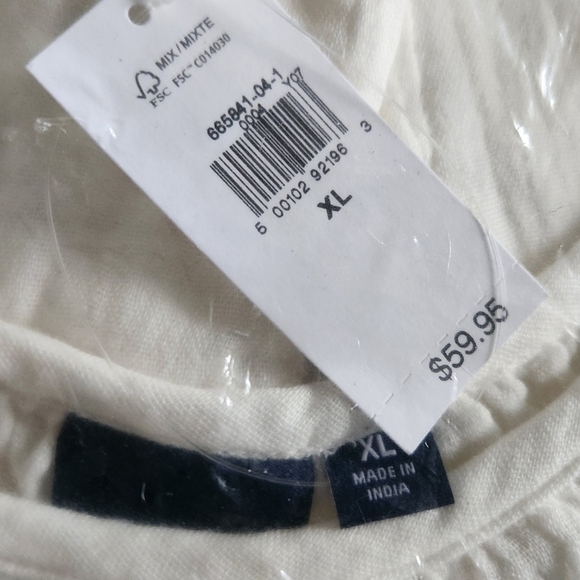 MIX / MIXTE
FSC FSC™ C014030
665841-04-1
0004 V07
5 00102 92196 3
XL
$59.95
XL
MADE IN
INDIA